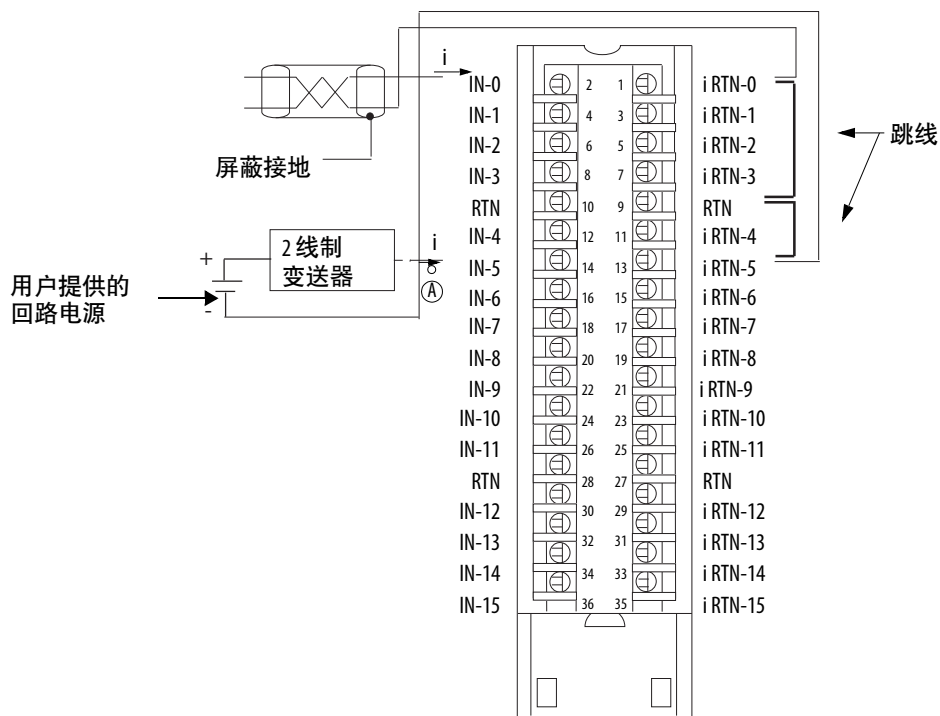 i
IN-0 2 1 i RTN-0
IN-1 4 3 i RTN-1
IN-2 6 5 i RTN-2
IN-3 8 7 i RTN-3
RTN 10 9 RTN
IN-4 12 11 i RTN-4
IN-5 14 13 i RTN-5
IN-6 16 15 i RTN-6
IN-7 18 17 i RTN-7
IN-8 20 19 i RTN-8
IN-9 22 21 i RTN-9
IN-10 24 23 i RTN-10
IN-11 26 25 i RTN-11
RTN 28 27 RTN
IN-12 30 29 i RTN-12
IN-13 32 31 i RTN-13
IN-14 34 33 i RTN-14
IN-15 36 35 i RTN-15
跳线
屏蔽接地
2线制
变送器
i
A
+
-
用户提供的
回路电源